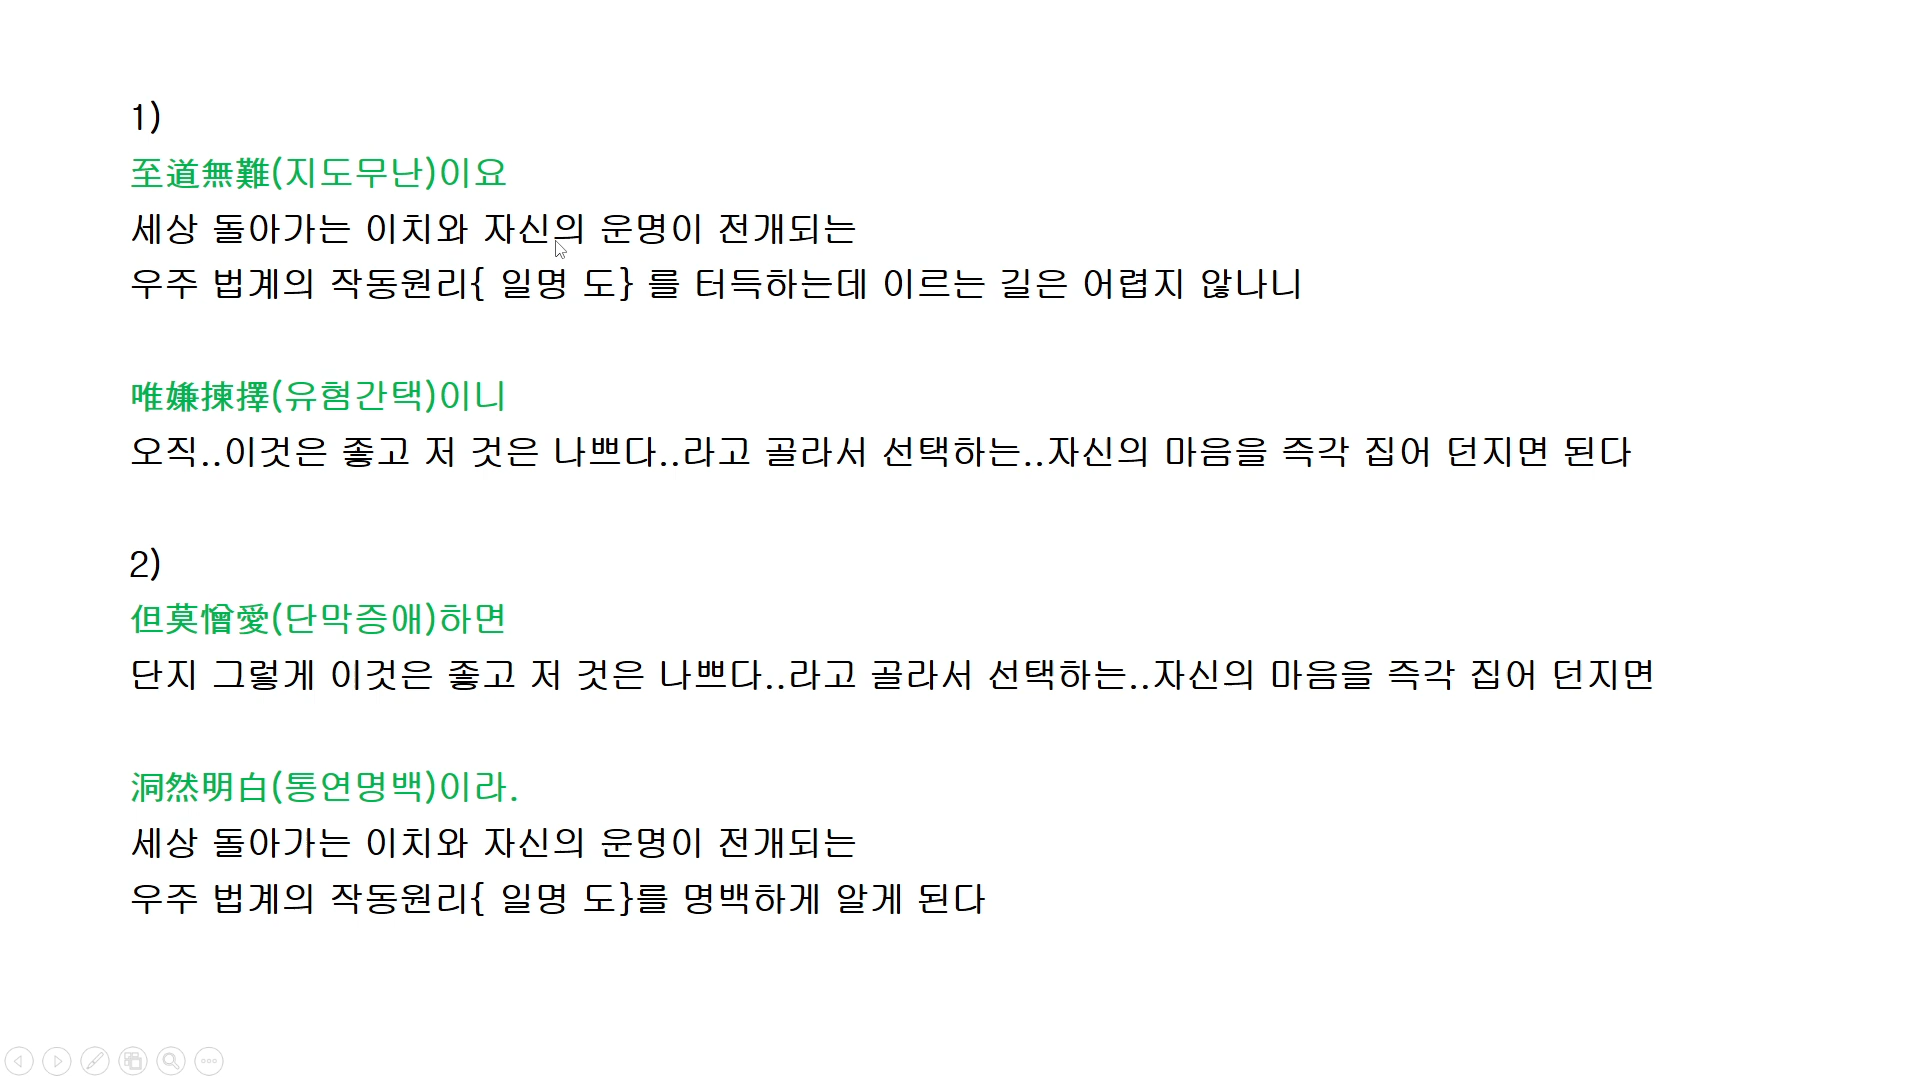 1)
至道無難(지도무난)이요
세상 돌아가는 이치와 자신의 운명이 전개되는
우주 법계의 작동원리{ 일명 도} 를 터득하는데 이르는 길은 어렵지 않나니
唯嫌揀擇(유혐간택)이니
오직..이것은 좋고 저 것은 나쁘다..라고 골라서 선택하는..자신의 마음을 즉각 집어 던지면 된다
2)
但莫憎愛(단막증애)하면
단지 그렇게 이것은 좋고 저 것은 나쁘다..라고 골라서 선택하는..자신의 마음을 즉각 집어 던지면
洞然明白(통연명백)이라.
세상 돌아가는 이치와 자신의 운명이 전개되는
우주 법계의 작동원리{ 일명 도}를 명백하게 알게 된다